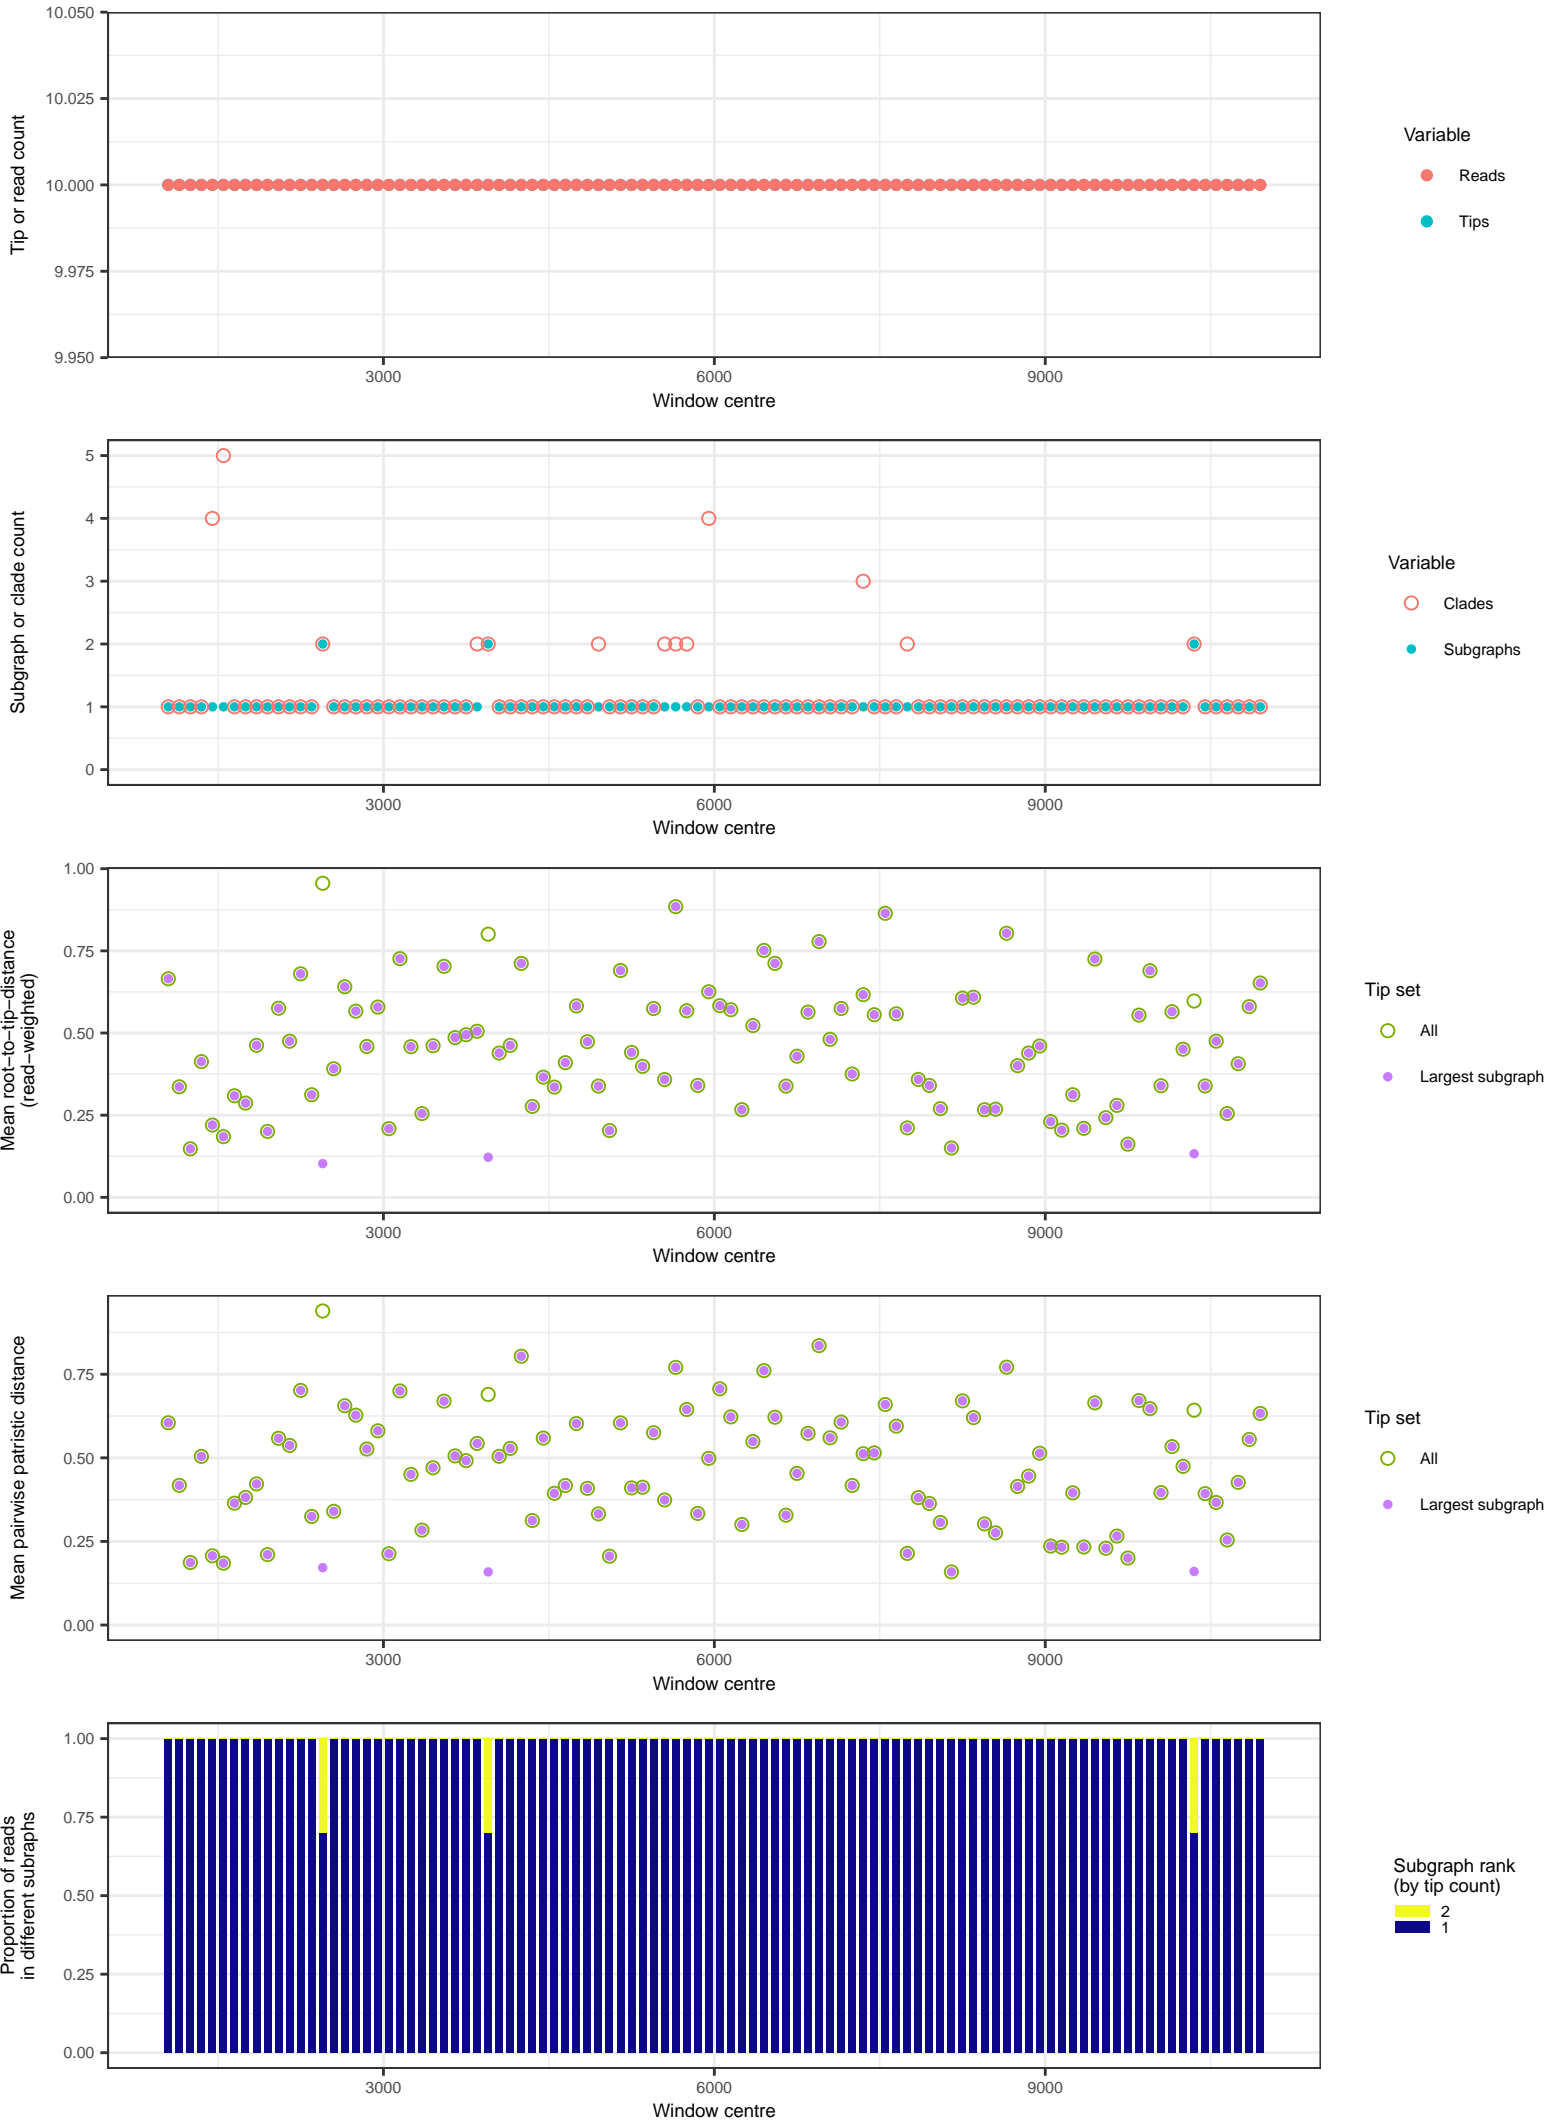 10.050
10.025
10.000
9.975
9.950
Tip or read count
3000 6000 9000
Window centre
Variable
Reads
Tips
5
4
3
2
1
0
Subgraph or clade count
3000 6000 9000
Window centre
Variable
Clades
Subgraphs
1.00
0.75
0.50
0.25
0.00
Mean root−to−tip−distance
(read−weighted)
3000 6000 9000
Window centre
Tip set
All
Largest subgraph
0.75
0.50
0.25
0.00
Mean pairwise patristic distance
3000 6000 9000
Window centre
Tip set
All
Largest subgraph
1.00
0.75
0.50
0.25
0.00
Proportion of reads
in different subraphs
3000 6000 9000
Window centre
Subgraph rank
(by tip count)
2
1